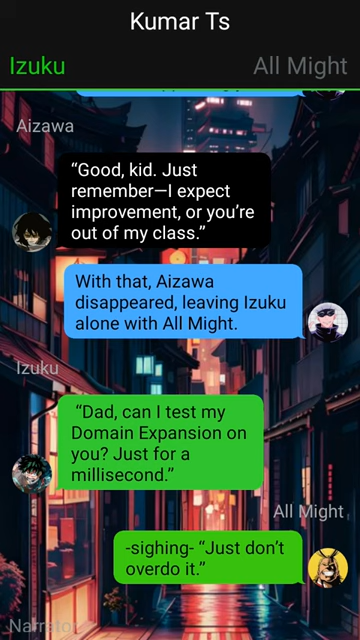 Kumar Ts
Izuku
All Might
Aizawa
“Good, kid. Just
remember—I expect
improvement, or you’re
out of my class.”
With that, Aizawa
disappeared, leaving Izuku
alone with All Might.
Izuku
“Dad, can I test my
Domain Expansion on
you? Just for a
millisecond.”
All Might
-sighing- “Just don’t
overdo it.”
Narrator